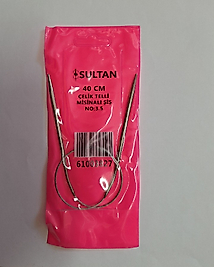 SULTAN
40 CM
ÇELİK TELLİ
MİSİNALI ŞİS
NO:3.5